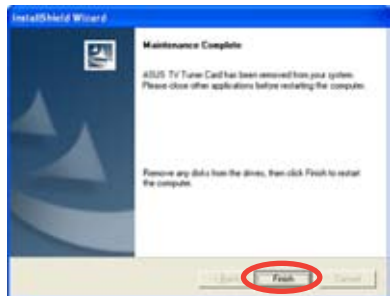 InstallShield Wizard
Maintenance Complete
ASUS TV Tuner Card has been removed from your system.
Please close other applications before restarting the computer.
Remove any disks from the drives, then click Finish to restart
the computer.
< Back Finish Cancel